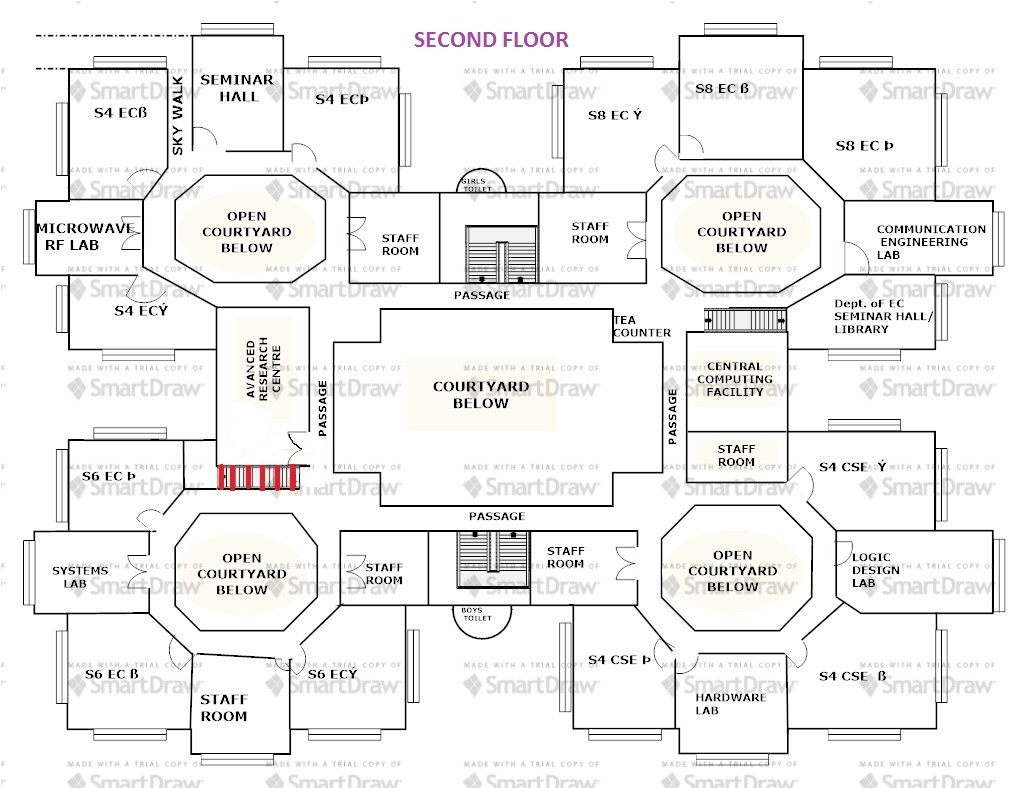 SECOND FLOOR
MADE WITH A TRIAL COPY OF
SmartDraw
S4 ECß
SKY WALK
SEMINAR
HALL
S4 ECÞ
S8 EC Ý
S8 EC ß
S8 EC Þ
MICROWAVE
RF LAB
OPEN
COURTYARD
BELOW
STAFF
ROOM
GIRLS
TOILET
STAFF
ROOM
OPEN
COURTYARD
BELOW
COMMUNICATION
ENGINEERING
LAB
S4 ECÝ
PASSAGE
TEA
COUNTER
Dept. of EC
SEMINAR HALL/
LIBRARY
AVANCED
RESEARCH
CENTRE
PASSAGE
COURTYARD
BELOW
PASSAGE
CENTRAL
COMPUTING
FACILITY
STAFF
ROOM
S6 EC Þ
S4 CSE Ý
PASSAGE
SYSTEMS
LAB
OPEN
COURTYARD
BELOW
STAFF
ROOM
STAFF
ROOM
OPEN
COURTYARD
BELOW
LOGIC
DESIGN
LAB
BOYS
TOILET
S6 EC ß
STAFF
ROOM
S6 ECÝ
S4 CSE Þ
HARDWARE
LAB
S4 CSE ß